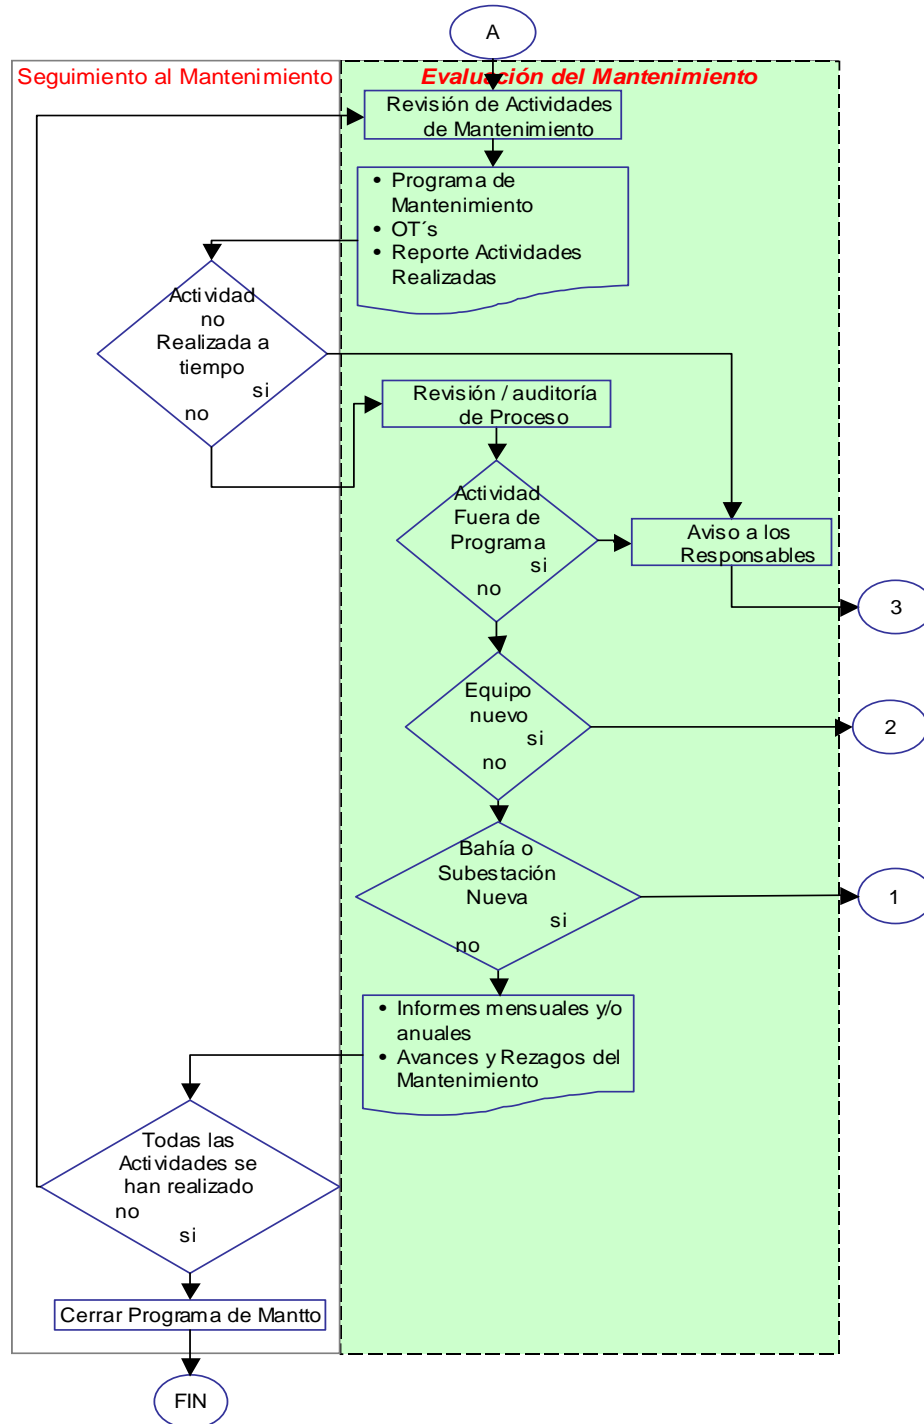 A
Seguimiento al Mantenimiento
Evaluación del Mantenimiento
Revisión de Actividades
de Mantenimiento
• Programa de
Mantenimiento
• OT´s
• Reporte Actividades
Realizadas
Actividad
no
Realizada a
tiempo
si
no
Revisión / auditoría
de Proceso
Actividad
Fuera de
Programa
si
no
Aviso a los
Responsables
3
Equipo
nuevo
si
no
2
Bahía o
Subestación
Nueva
si
no
1
• Informes mensuales y/o
anuales
• Avances y Rezagos del
Mantenimiento
Todas las
Actividades se
han realizado
no
si
Cerrar Programa de Mantto
FIN